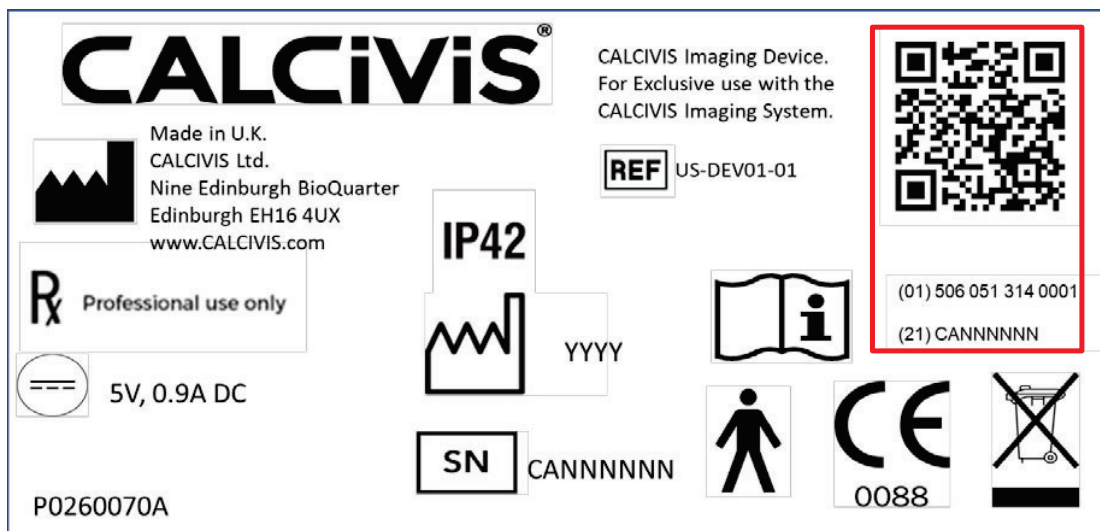 CALCiViS®
Made in U.K.
CALCIVIS Ltd.
Nine Edinburgh BioQuarter
Edinburgh EH16 4UX
www.CALCIVIS.com
Rx Professional use only
5V, 0.9A DC
P0260070A
IP42
YYYY
SN CANNNNNN
CALCIVIS Imaging Device.
For Exclusive use with the
CALCIVIS Imaging System.
REF US-DEV01-01
i
(01) 506 051 314 0001
(21) CANNNNNN
CE
0088